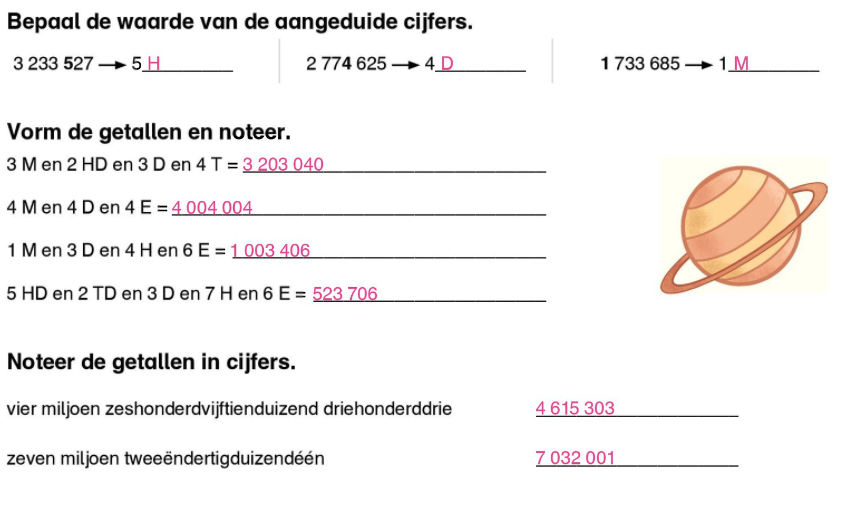 Bepaal de waarde van de aangeduide cijfers.
3 233 527 → 5 H 2 774 625 → 4 D 1 733 685 → 1 M
Vorm de getallen en noteer.
3 M en 2 HD en 3 D en 4 T = 3 203 040
4 M en 4 D en 4 E = 4 004 004
1 M en 3 D en 4 H en 6 E = 1 003 406
5 HD en 2 TD en 3 D en 7 H en 6 E = 523 706
Noteer de getallen in cijfers.
vier miljoen zeshonderdvijftienduizend driehonderddrie 4 615 303
zeven miljoen tweeëndertigduizendéén 7 032 001